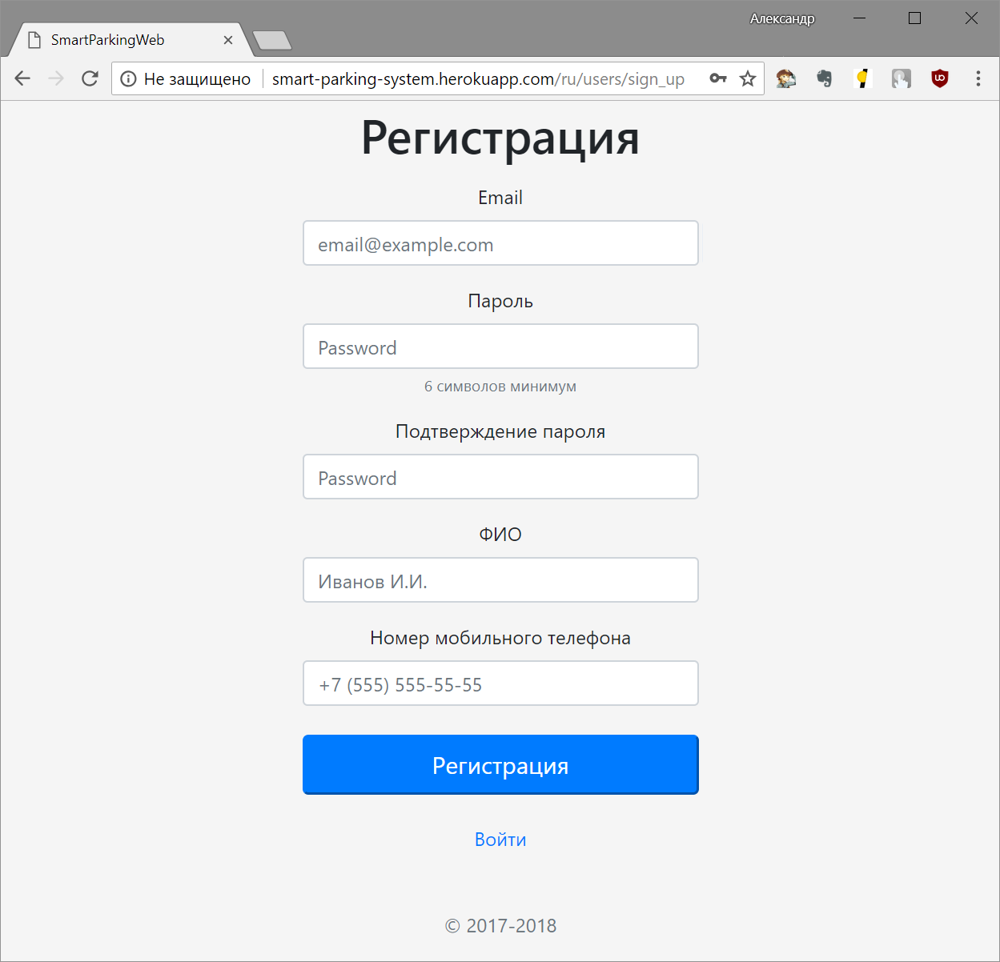 Александр
SmartParkingWeb
Не защищено smart-parking-system.herokuapp.com/ru/users/sign_up
Регистрация
Email
email@example.com
Пароль
Password
6 символов минимум
Подтверждение пароля
Password
ФИО
Иванов И.И.
Номер мобильного телефона
+7 (555) 555-55-55
Регистрация
Войти
© 2017-2018